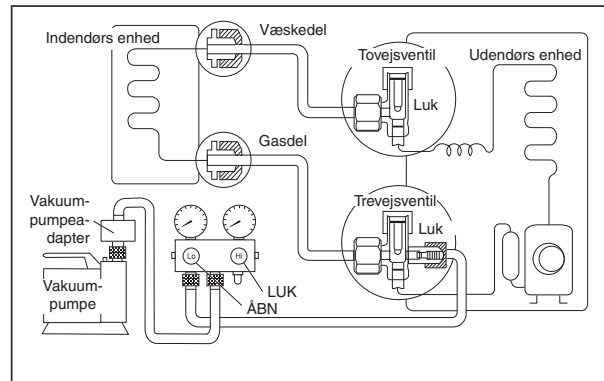 Indendørs enhed
Væskedel
Tovejsventil
Udendørs enhed
Luk
Gasdel
Trevejsventil
Luk
Vakuum-
pumpea-
dapter
Lo
Hi
Vakuum-
pumpe
LUK
ÅBN